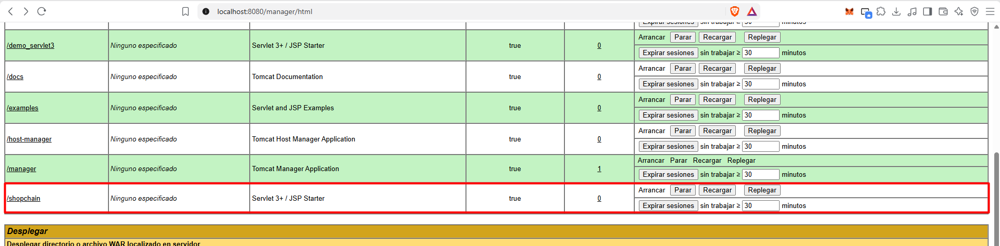 localhost:8080/manager/html
Expirar sesiones sin trabajar ≥ 30 minutos
/demo_servlet3 Ninguno especificado Servlet 3+ / JSP Starter true 0 Arrancar Parar Recargar Replegar
Expirar sesiones sin trabajar ≥ 30 minutos
/docs Ninguno especificado Tomcat Documentation true 0 Arrancar Parar Recargar Replegar
Expirar sesiones sin trabajar ≥ 30 minutos
/examples Ninguno especificado Servlet and JSP Examples true 0 Arrancar Parar Recargar Replegar
Expirar sesiones sin trabajar ≥ 30 minutos
/host-manager Ninguno especificado Tomcat Host Manager Application true 0 Arrancar Parar Recargar Replegar
Expirar sesiones sin trabajar ≥ 30 minutos
/manager Ninguno especificado Tomcat Manager Application true 1 Arrancar Parar Recargar Replegar
Expirar sesiones sin trabajar ≥ 30 minutos
/shopchain Ninguno especificado Servlet 3+ / JSP Starter true 0 Arrancar Parar Recargar Replegar
Expirar sesiones sin trabajar ≥ 30 minutos
Desplegar
Desplegar directorio o archivo WAR localizado en servidor